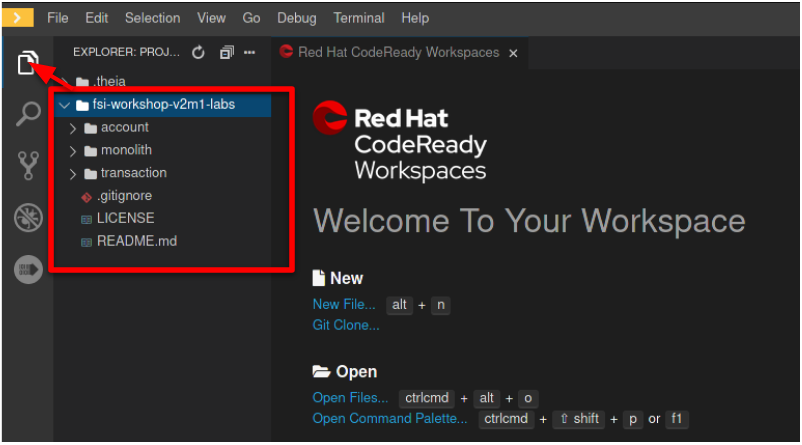 File Edit Selection View Go Debug Terminal Help
EXPLORER: PROJ...
Red Hat CodeReady Workspaces ×
.theia
fsi-workshop-v2m1-labs
account
monolith
transaction
.gitignore
LICENSE
README.md
Red Hat
CodeReady
Workspaces
Welcome To Your Workspace
New
New File... alt + n
Git Clone...
Open
Open Files... ctrlcmd + alt + o
Open Command Palette... ctrlcmd + ⇧ shift + p or f1